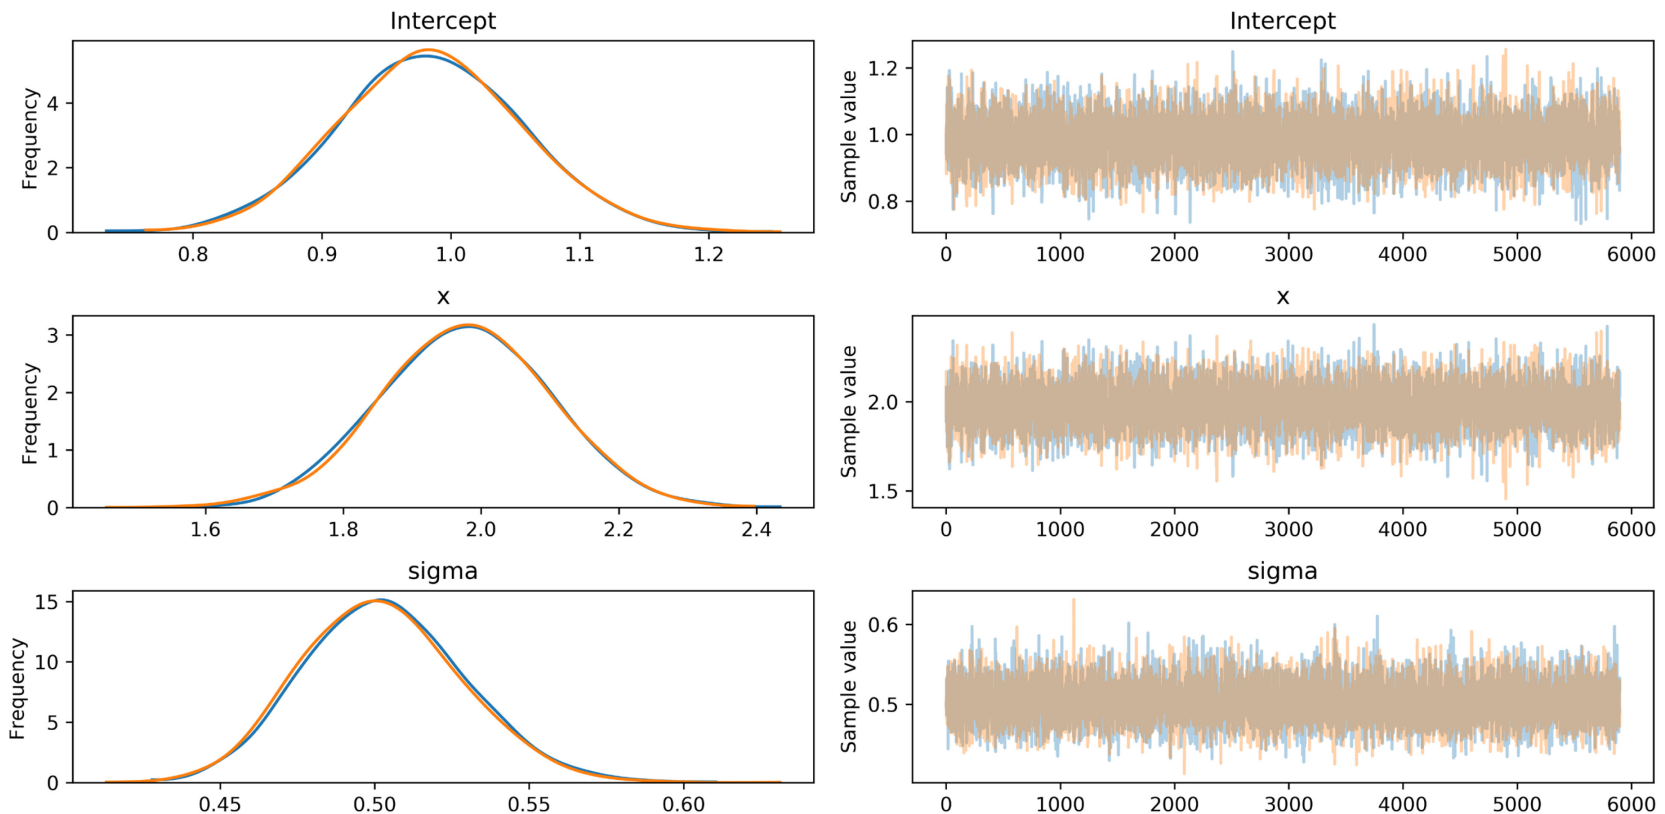 Intercept
Frequency
4
2
0
0.8 0.9 1.0 1.1 1.2
Intercept
Sample value
1.2
1.0
0.8
0 1000 2000 3000 4000 5000 6000
x
Frequency
3
2
1
0
1.6 1.8 2.0 2.2 2.4
x
Sample value
2.0
1.5
0 1000 2000 3000 4000 5000 6000
sigma
Frequency
15
10
5
0
0.45 0.50 0.55 0.60
sigma
Sample value
0.6
0.5
0 1000 2000 3000 4000 5000 6000